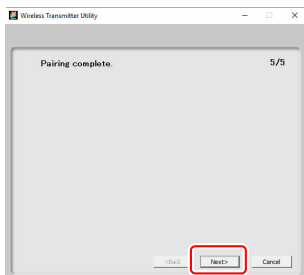 Wireless Transmitter Utility
Pairing complete. 5/5
<Back Next> Cancel